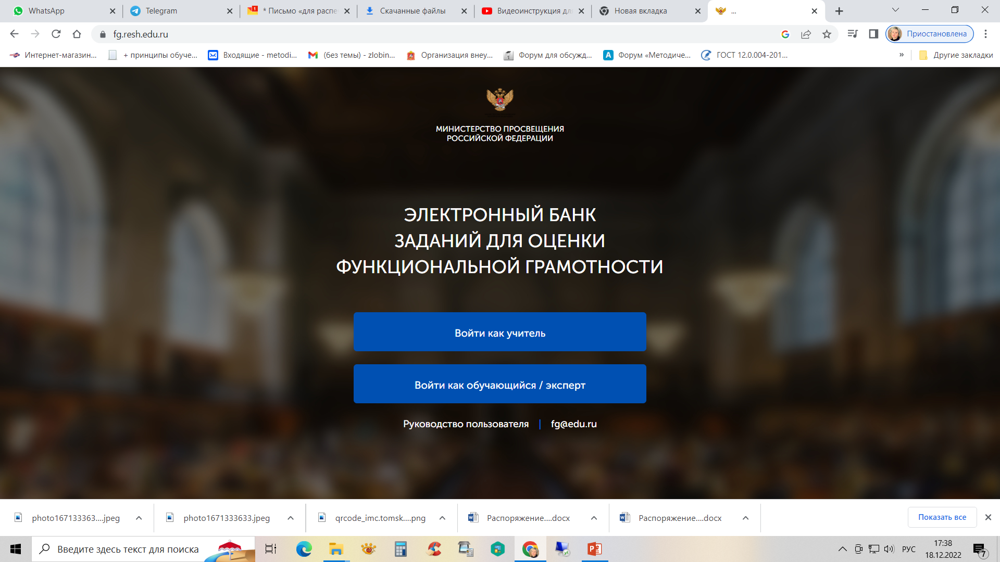 WhatsApp
Telegram
* Письмо «для распе
Скачанные файлы
Видеоинструкция для
Новая вкладка
...
fg.resh.edu.ru
Приостановлена
Интернет-магазин...
+ принципы обуче...
Входящие - metodi...
(без темы) - zlobin...
Организация внеу...
Форум для обсужд...
Форум «Методиче...
ГОСТ 12.0.004-201...
»
Другие закладки
МИНИСТЕРСТВО ПРОСВЕЩЕНИЯ
РОССИЙСКОЙ ФЕДЕРАЦИИ
ЭЛЕКТРОННЫЙ БАНК
ЗАДАНИЙ ДЛЯ ОЦЕНКИ
ФУНКЦИОНАЛЬНОЙ ГРАМОТНОСТИ
Войти как учитель
Войти как обучающийся / эксперт
Руководство пользователя | fg@edu.ru
photo167133363....jpeg
photo1671333633.jpeg
qrcode_imc.tomsk....png
Распоряжение....docx
Распоряжение....docx
Показать все
Введите здесь текст для поиска
РУС
17:38
18.12.2022
7